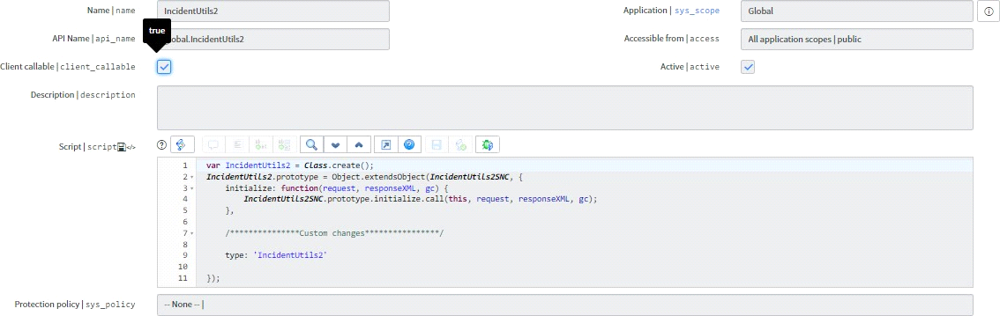 Name | name IncidentUtils2 Application | sys_scope Global
true
API Name | api_name obal.IncidentUtils2 Accessible from | access All application scopes | public
Client callable | client_callable Active | active
Description | description
Script | script
1 var IncidentUtils2 = Class.create();
2 IncidentUtils2.prototype = Object.extendsObject(IncidentUtils2SNC, {
3 initialize: function(request, responseXML, gc) {
4 IncidentUtils2SNC.prototype.initialize.call(this, request, responseXML, gc);
5 },
6
7 /***************Custom changes****************/
8
9 type: 'IncidentUtils2'
10
11 });
Protection policy | sys_policy -- None -- |